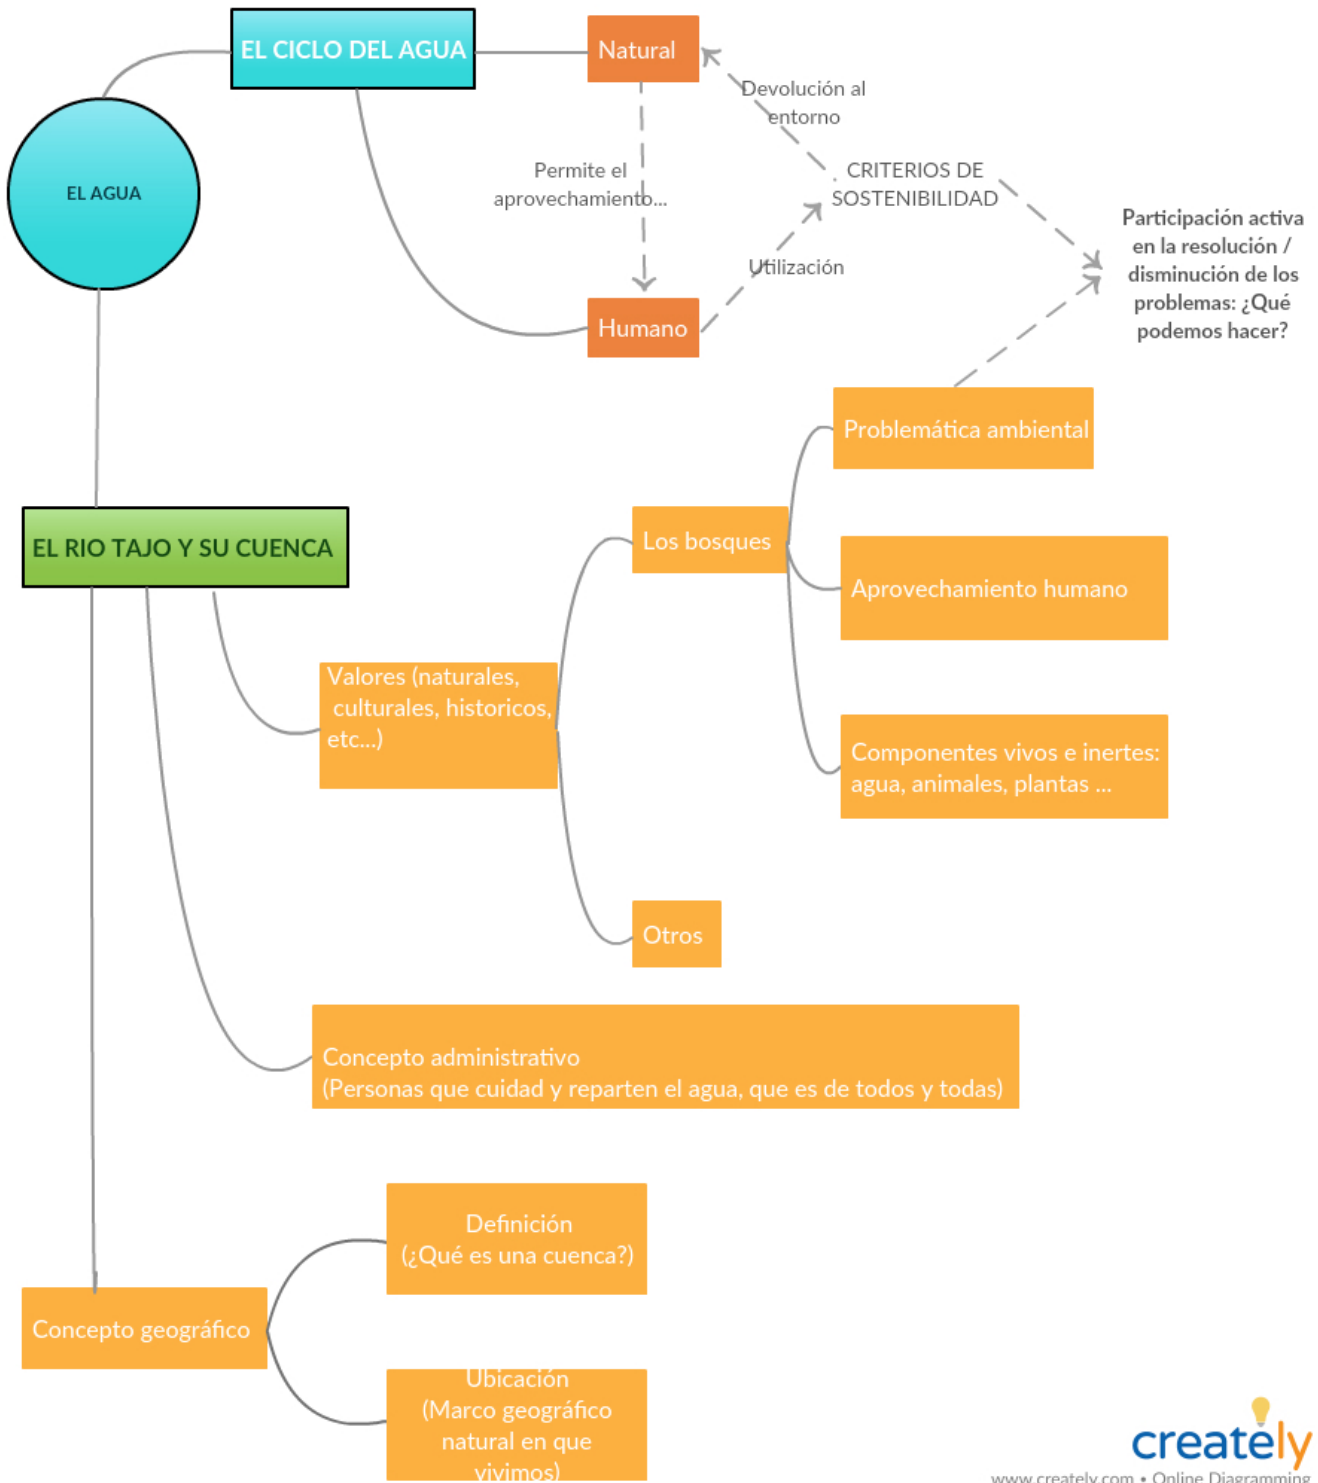 EL CICLO DEL AGUA
Natural
Devolución al
entorno
EL AGUA
Permite el
aprovechamiento...
CRITERIOS DE
SOSTENIBILIDAD
Utilización
Humano
Participación activa
en la resolución /
disminución de los
problemas: ¿Qué
podemos hacer?
Problemática ambiental
EL RIO TAJO Y SU CUENCA
Los bosques
Aprovechamiento humano
Valores (naturales,
culturales, historicos,
etc...)
Componentes vivos e inertes:
agua, animales, plantas ...
Otros
Concepto administrativo
(Personas que cuidad y reparten el agua, que es de todos y todas)
Definición
(¿Qué es una cuenca?)
Concepto geográfico
Ubicación
(Marco geográfico
natural en que
vivimos)
creately
www.creately.com • Online Diagramming